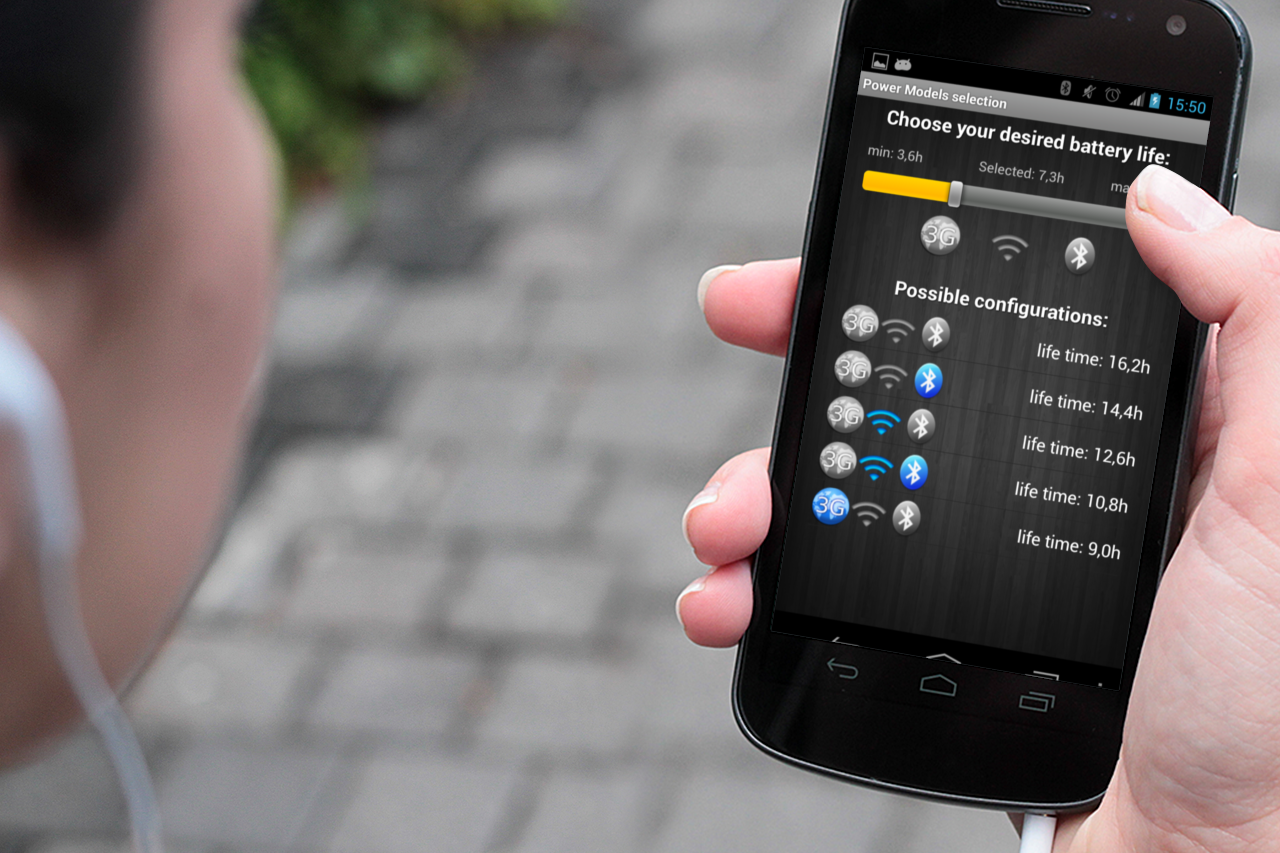 15:50
Power Models selection
Choose your desired battery life:
min: 3,6h
Selected: 7,3h
3G
Possible configurations:
3G life time: 16,2h
3G life time: 14,4h
3G life time: 12,6h
3G life time: 10,8h
3G life time: 9,0h